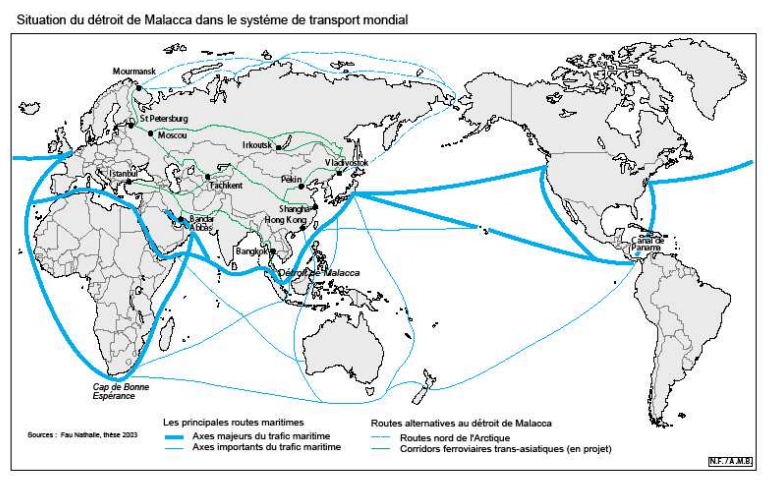 Situation du détroit de Malacca dans le systéme de transport mondial
Mourmansk
St Petersburg
Moscou
Irkoutsk
Vladivostok
Istanbul
Tachkent
Pékin
Shanghai
Hong Kong
Bandar
Abbas
Bangkok
Détroit de Malacca
Canal de
Panama
Cap de Bonne
Espérance
Les principales routes maritimes
Axes majeurs du trafic maritime
Axes importants du trafic maritime
Routes alternatives au détroit de Malacca
Routes nord de l'Arctique
Corridors ferroviaires trans-asiatiques (en projet)
Sources : Fau Nathalie, thèse 2003
N.F. / A.M.B.